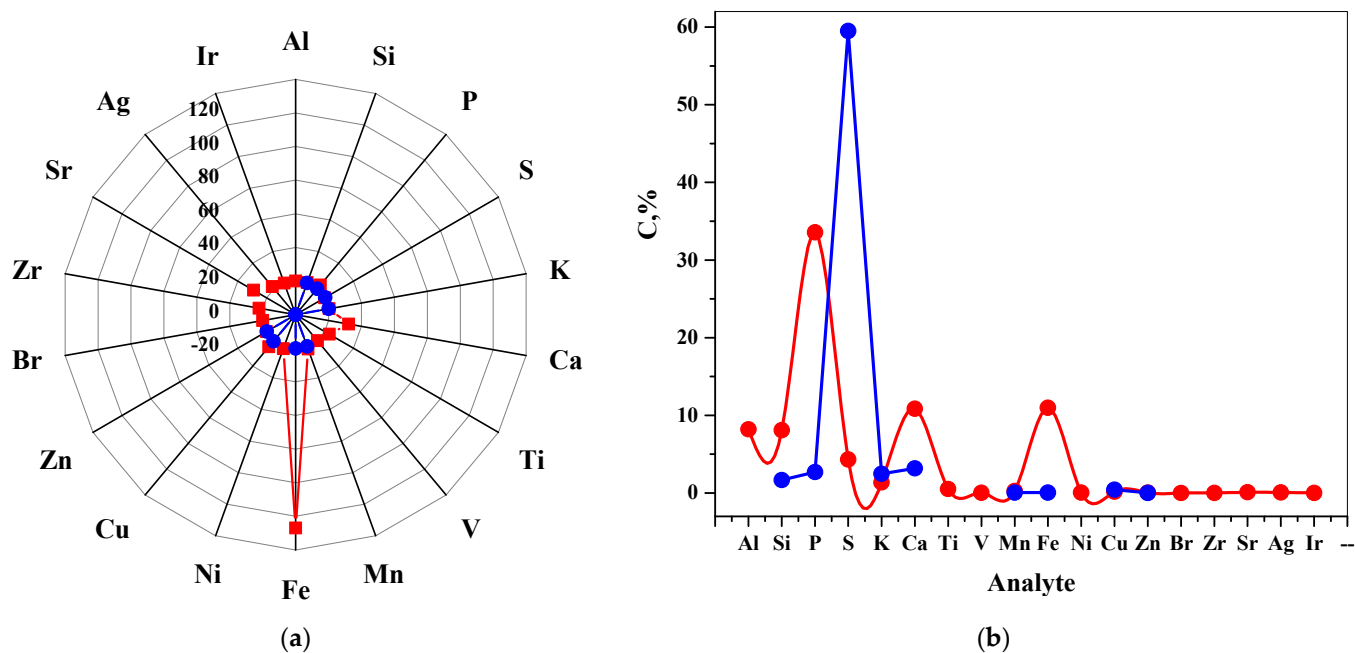 Al
Ir
Si
Ag
P
Sr
S
Zr
K
Br
Ca
Zn
Ti
Cu
V
Ni
Mn
Fe
120
100
80
60
40
20
0
-20
(a)
60
50
40
30
20
10
0
C,%
Al Si P S K Ca Ti V Mn Fe Ni Cu Zn Br Zr Sr Ag Ir --
Analyte
(b)